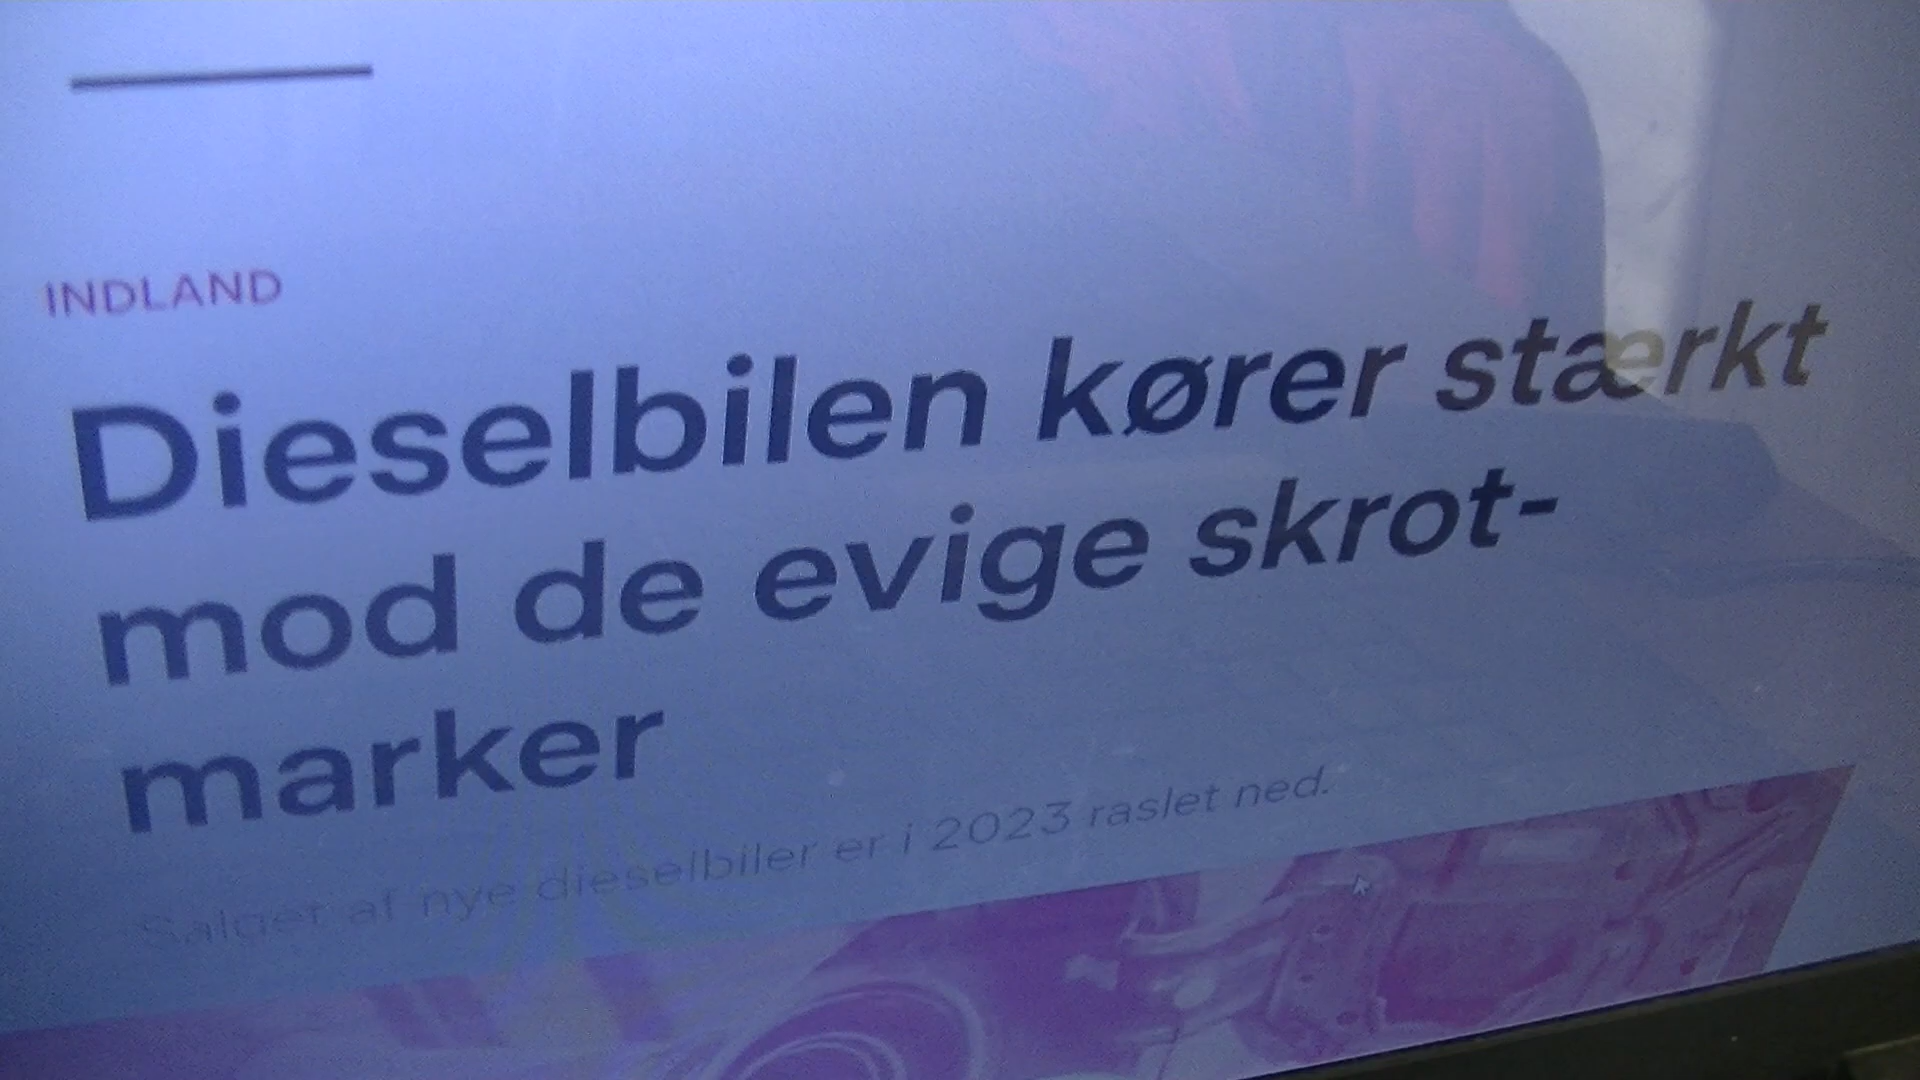 INDLAND
Dieselbilen kører stærkt
mod de evige skrot-
marker
Salget af nye dieselbiler er i 2023 raslet ned.